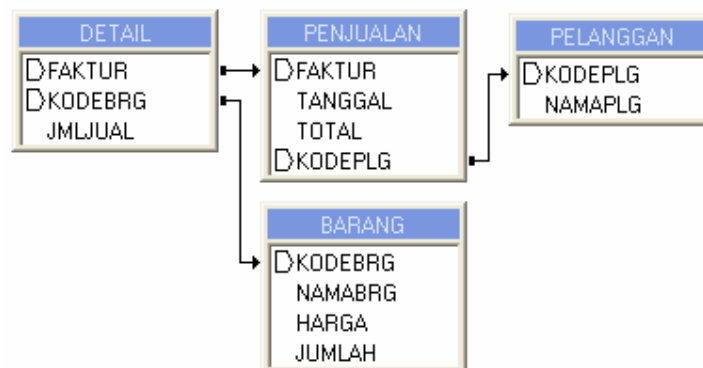 DETAIL
FAKTUR
KODEBRG
JMLJUAL
PENJUALAN
FAKTUR
TANGGAL
TOTAL
KODEPLG
PELANGGAN
KODEPLG
NAMAPLG
BARANG
KODEBRG
NAMABRG
HARGA
JUMLAH